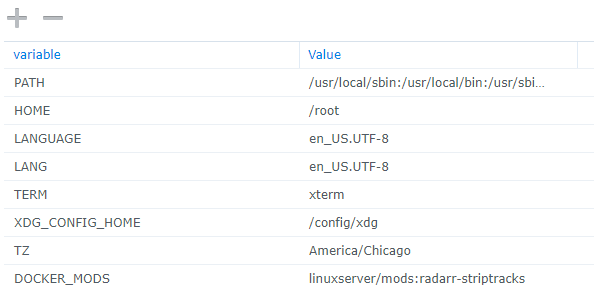 variable Value
PATH /usr/local/sbin:/usr/local/bin:/usr/sbi...
HOME /root
LANGUAGE en_US.UTF-8
LANG en_US.UTF-8
TERM xterm
XDG_CONFIG_HOME /config/xdg
TZ America/Chicago
DOCKER_MODS linuxserver/mods:radarr-striptracks